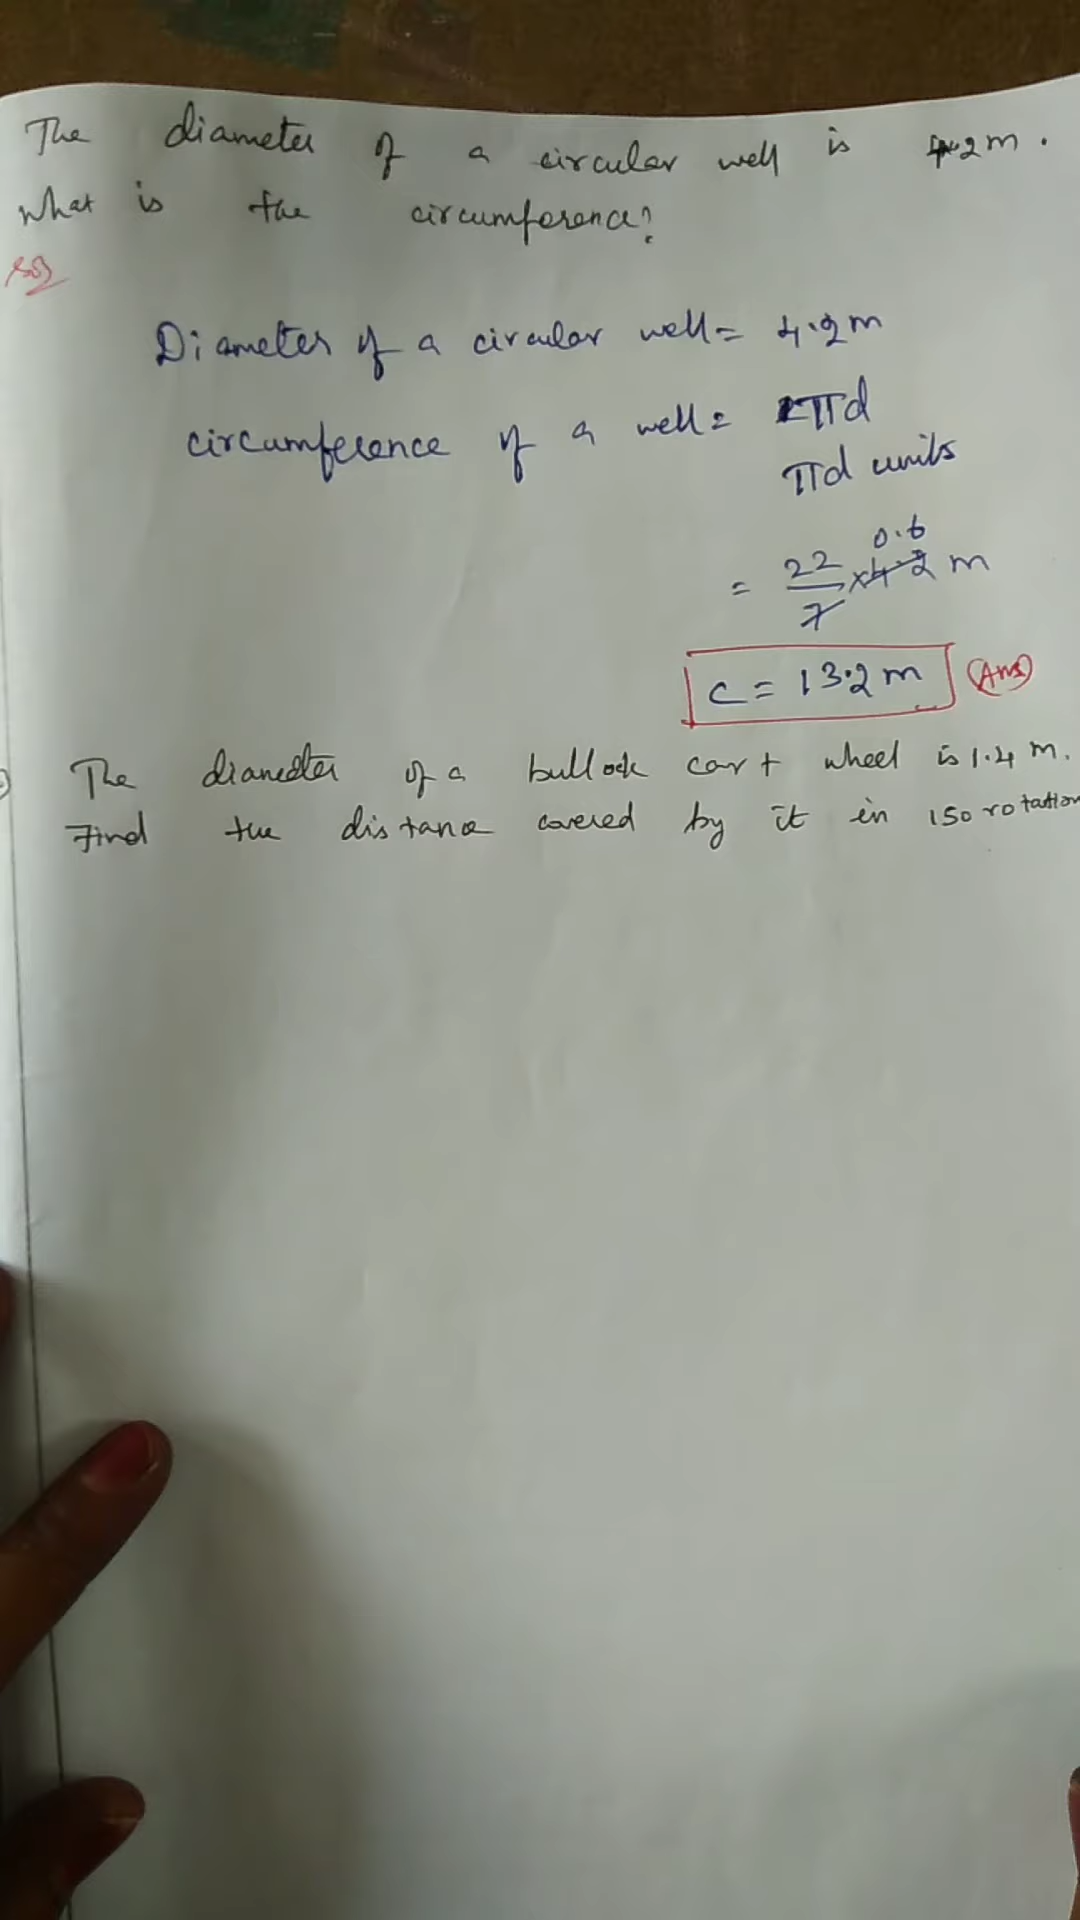 The diameter of a circular well is 4.2m.
What is the circumference?
Sol
Diameter of a circular well = 4.2m
circumference of a well = πd
πd units
0.6
= 22/7 x 4.2 m
C = 13.2 m (Ans)
The diameter of a bullock cart wheel is 1.4 m.
Find the distance covered by it in 150 rotation